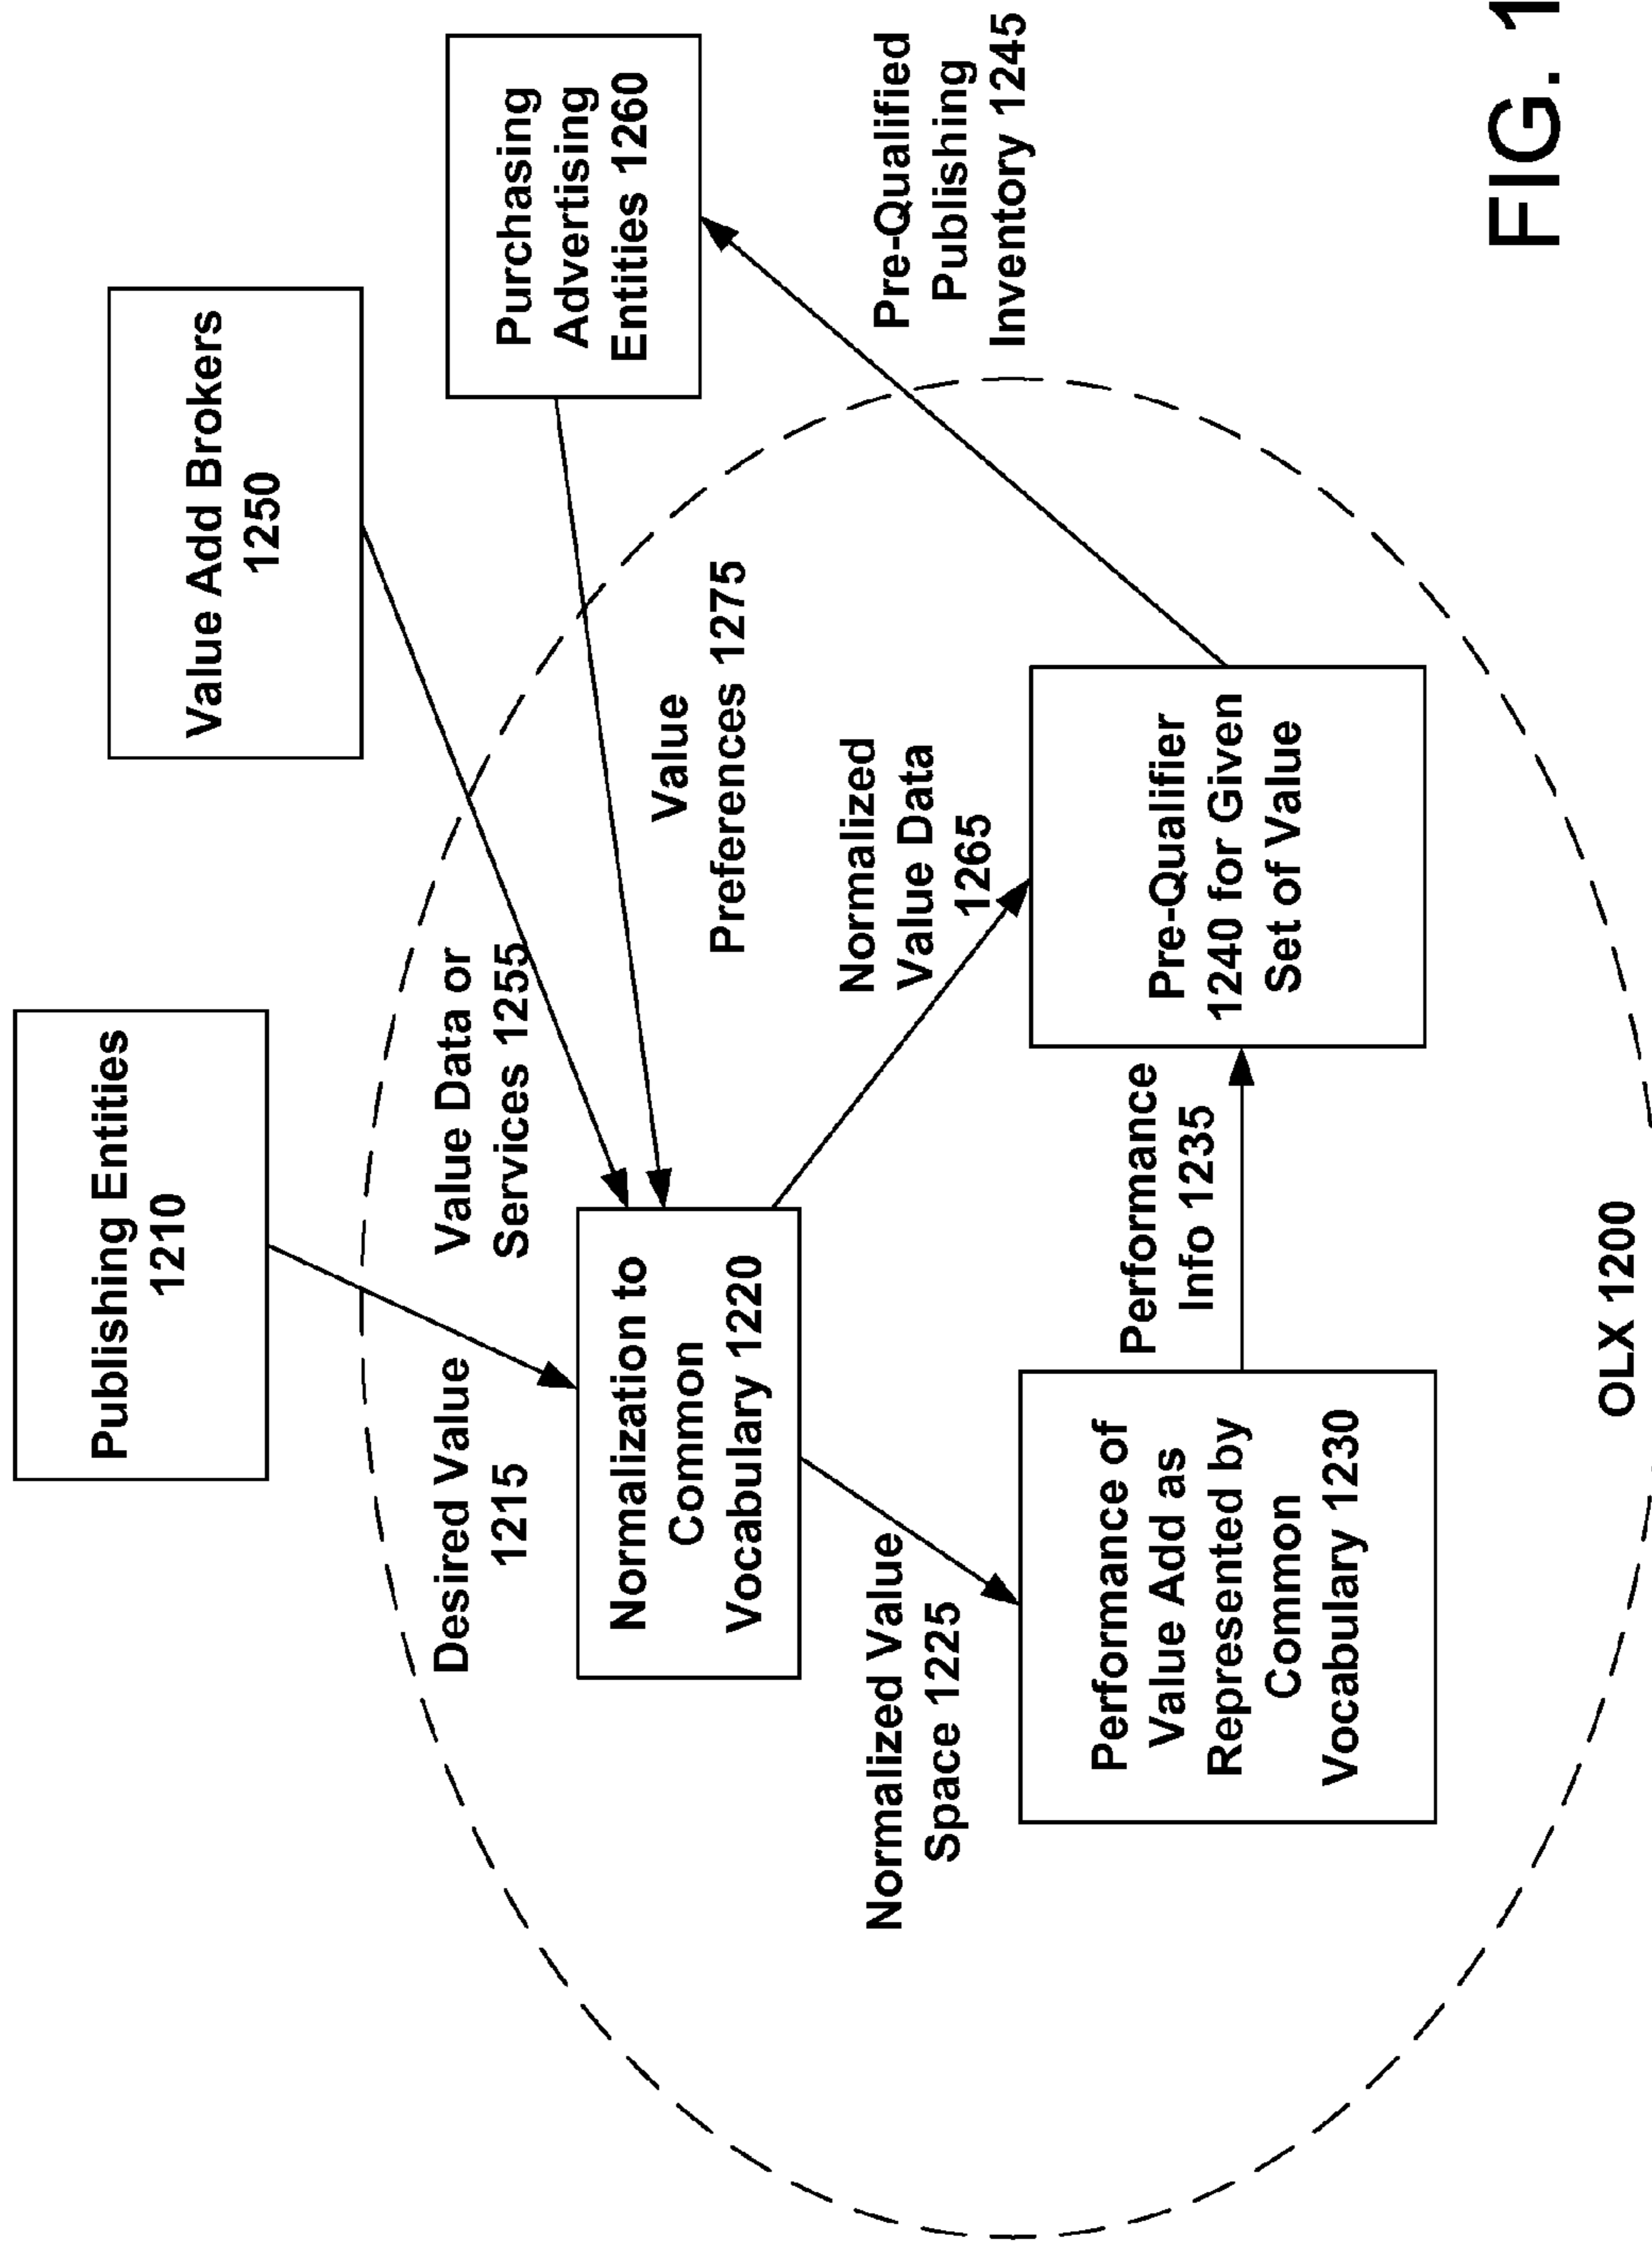 Publishing Entities
1210
Value Add Brokers
1250
Desired Value
1215
Value Data or
Services 1255
Purchasing
Advertising
Entities 1260
Normalization to
Common
Vocabulary 1220
Value
Preferences 1275
Normalized Value
Space 1225
Normalized
Value Data
1265
Pre-Qualified
Publishing
Inventory 1245
Performance of
Value Add as
Represented by
Common
Vocabulary 1230
Performance
Info 1235
Pre-Qualifier
1240 for Given
Set of Value
OLX 1200
FIG. 1